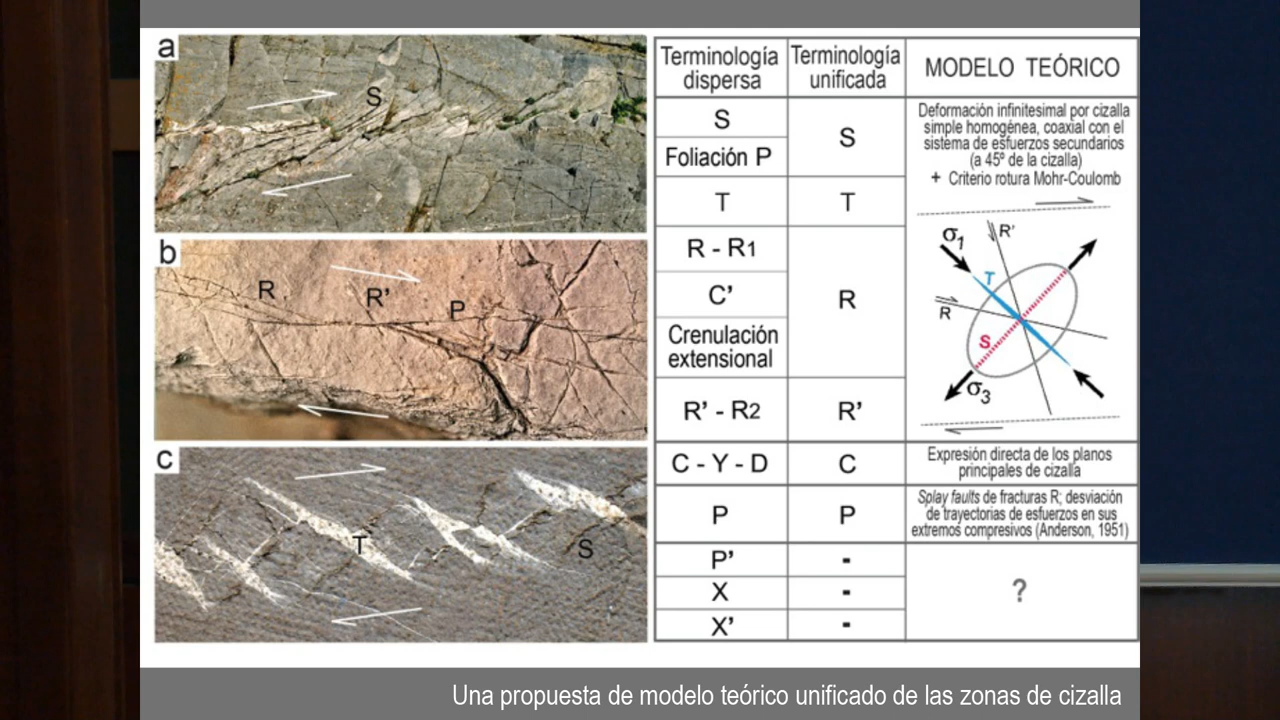 a
S
b
R
R’
P
c
T
S
Terminología
dispersa
Terminología
unificada
MODELO TEÓRICO
S
Foliación P
S
T
T
R - R1
C’
Crenulación
extensional
R
R’ - R2
R’
C - Y - D
C
P
P
P’
-
X
-
X’
-
Deformación infinitesimal por cizalla
simple homogénea, coaxial con el
sistema de esfuerzos secundarios
(a 45º de la cizalla)
+ Criterio rotura Mohr-Coulomb
σ1
R’
T
R
S
σ3
Expresión directa de los planos
principales de cizalla
Splay faults de fracturas R; desviación
de trayectorias de esfuerzos en sus
extremos compresivos (Anderson, 1951)
?
Una propuesta de modelo teórico unificado de las zonas de cizalla